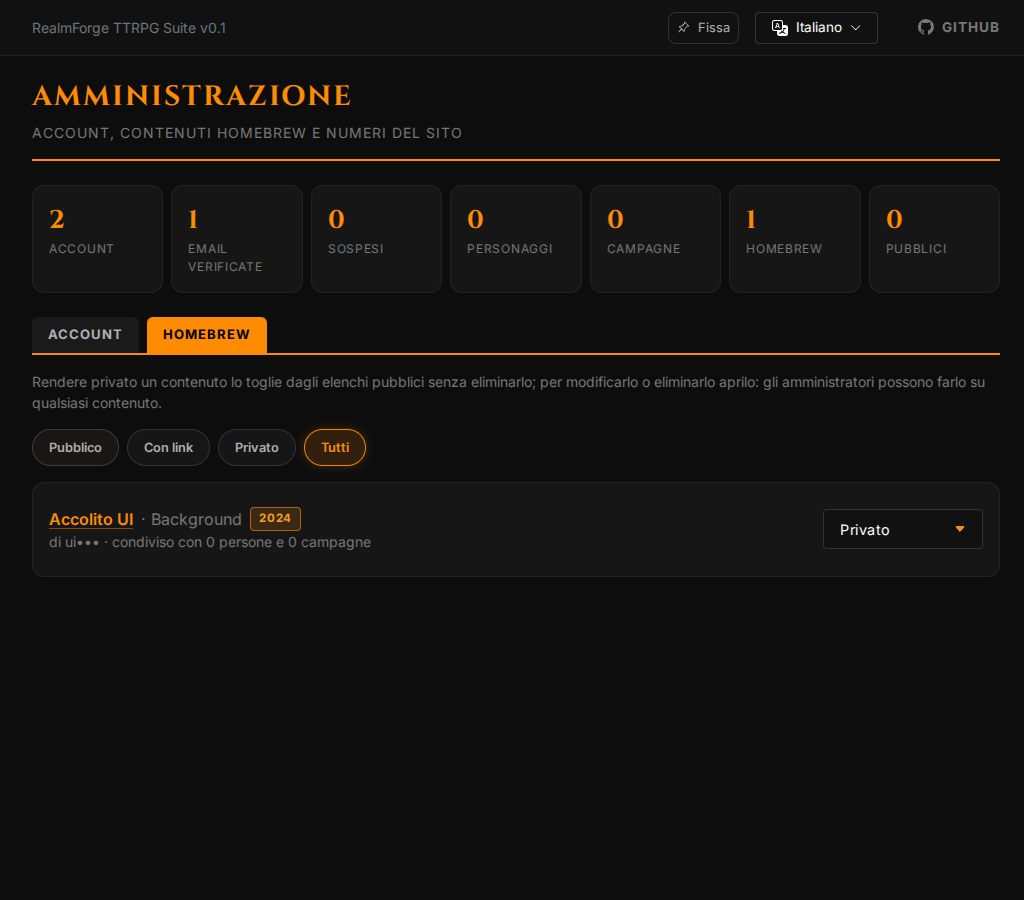 RealmForge TTRPG Suite v0.1
Fissa
Italiano
GITHUB
AMMINISTRAZIONE
ACCOUNT, CONTENUTI HOMEBREW E NUMERI DEL SITO
2
ACCOUNT
1
EMAIL
VERIFICATE
0
SOSPESI
0
PERSONAGGI
0
CAMPAGNE
1
HOMEBREW
0
PUBBLICI
ACCOUNT
HOMEBREW
Rendere privato un contenuto lo toglie dagli elenchi pubblici senza eliminarlo; per modificarlo o eliminarlo aprilo: gli amministratori possono farlo su
qualsiasi contenuto.
Pubblico
Con link
Privato
Tutti
Accolito UI · Background 2024
di ui••• · condiviso con 0 persone e 0 campagne
Privato